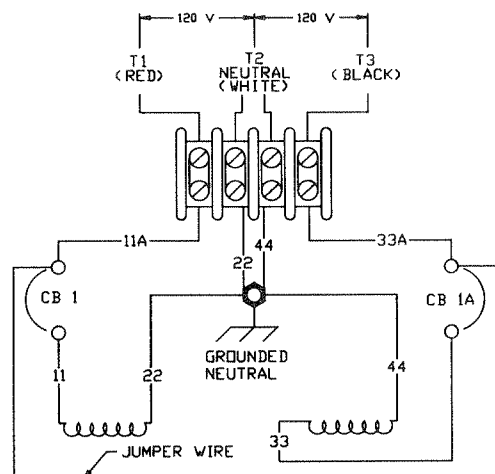 120 V
120 V
T1
(RED)
T2
NEUTRAL
(WHITE)
T3
(BLACK)
11A
22
44
33A
CB 1
CB 1A
GROUNDED
NEUTRAL
11
22
44
33
JUMPER WIRE